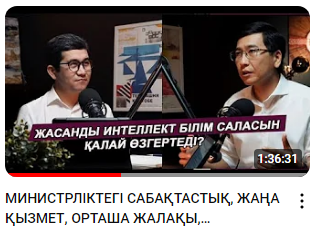 ЖАСАНДЫ ИНТЕЛЛЕКТ БІЛІМ САЛАСЫН
ҚАЛАЙ ӨЗГЕРТЕДІ?
1:36:31
МИНИСТРЛІКТЕГІ САБАҚТАСТЫҚ, ЖАҢА
ҚЫЗМЕТ, ОРТАША ЖАЛАҚЫ,...